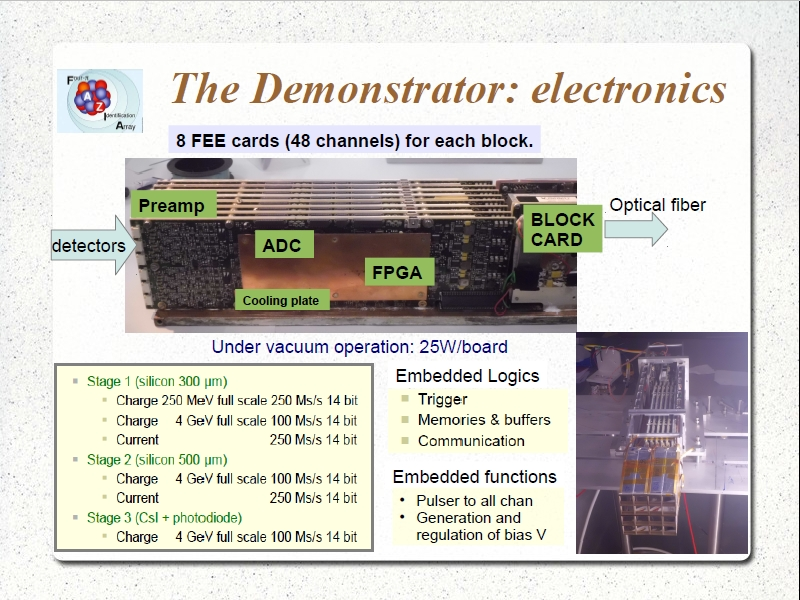 Four-π
A
Z
Identification
Array
The Demonstrator: electronics
8 FEE cards (48 channels) for each block.
Preamp
detectors
ADC
FPGA
Cooling plate
BLOCK
CARD
Optical fiber
Under vacuum operation: 25W/board
Stage 1 (silicon 300 µm)
Charge 250 MeV full scale 250 Ms/s 14 bit
Charge 4 GeV full scale 100 Ms/s 14 bit
Current 250 Ms/s 14 bit
Stage 2 (silicon 500 µm)
Charge 4 GeV full scale 100 Ms/s 14 bit
Current 250 Ms/s 14 bit
Stage 3 (CsI + photodiode)
Charge 4 GeV full scale 100 Ms/s 14 bit
Embedded Logics
Trigger
Memories & buffers
Communication
Embedded functions
Pulser to all chan
Generation and
regulation of bias V